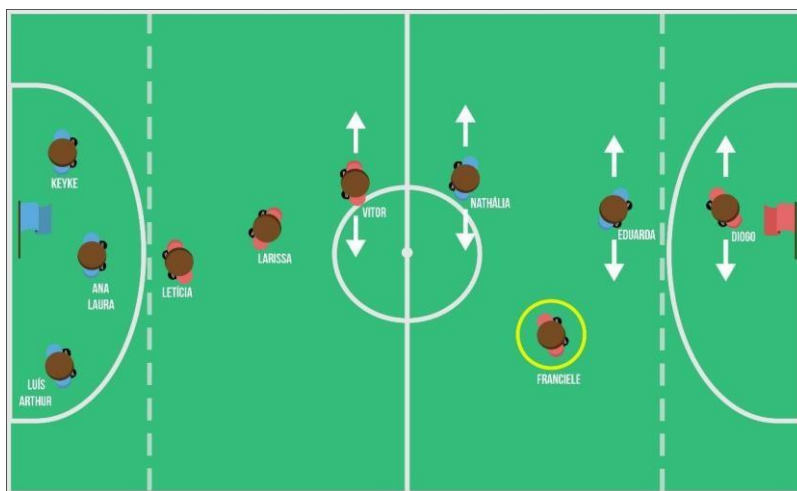 KEYKE
ANA
LAURA
LUÍS
ARTHUR
LETÍCIA
LARISSA
VITOR
NATHÁLIA
FRANCIELE
EDUARDA
DIOGO